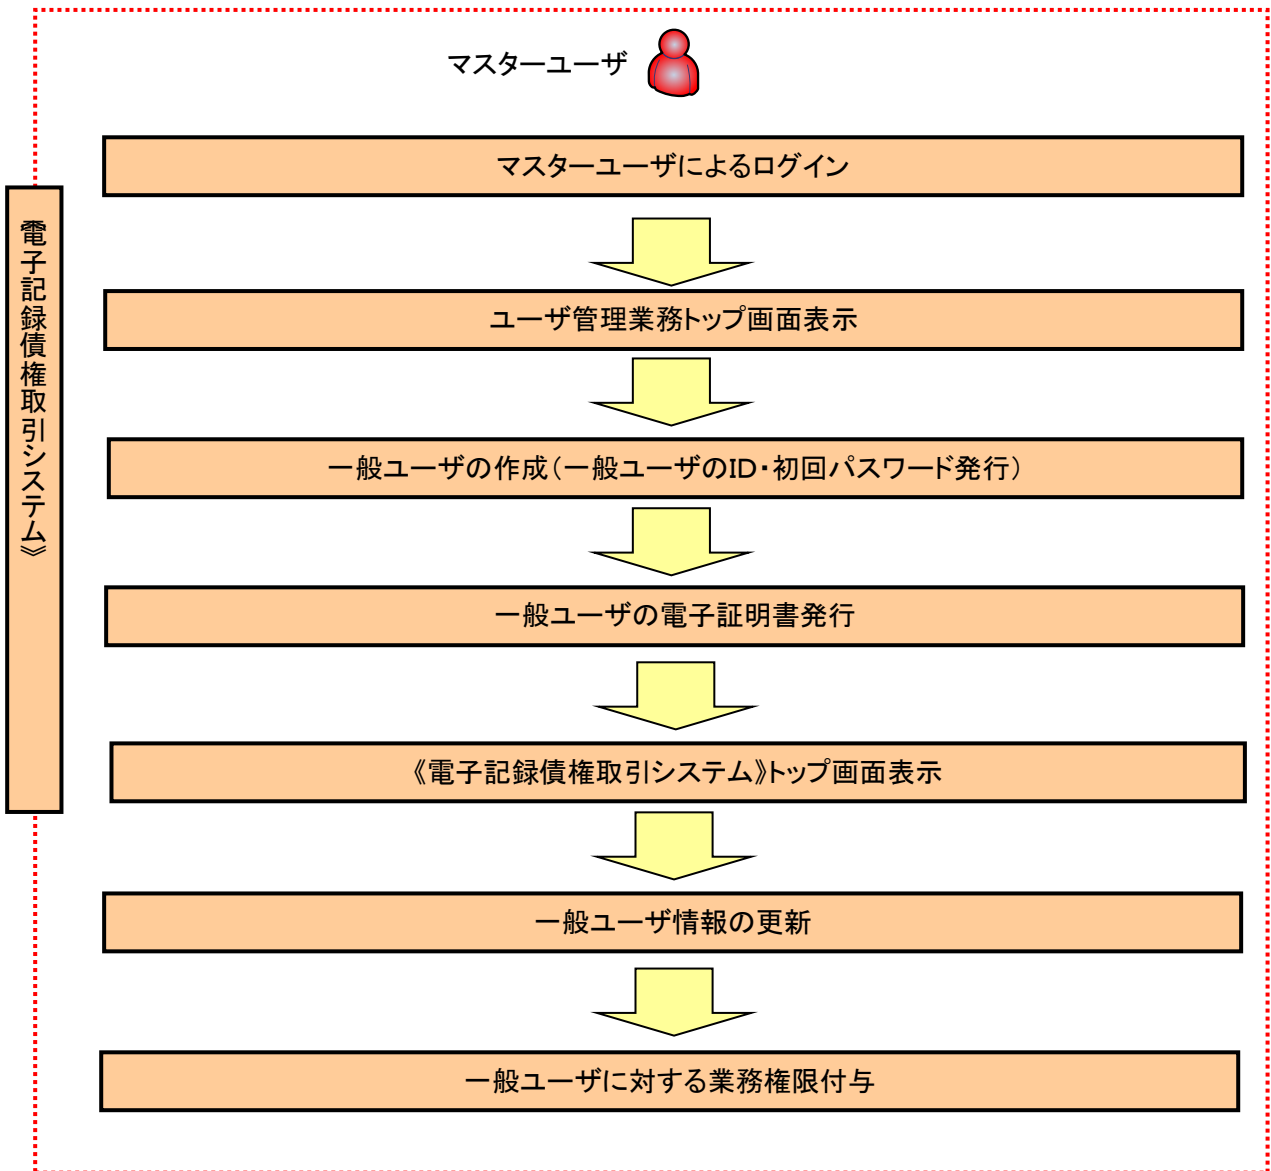 マスターユーザ
マスターユーザによるログイン
電子記録債権取引システム》
ユーザ管理業務トップ画面表示
一般ユーザの作成（一般ユーザのID・初回パスワード発行）
一般ユーザの電子証明書発行
《電子記録債権取引システム》トップ画面表示
一般ユーザ情報の更新
一般ユーザに対する業務権限付与